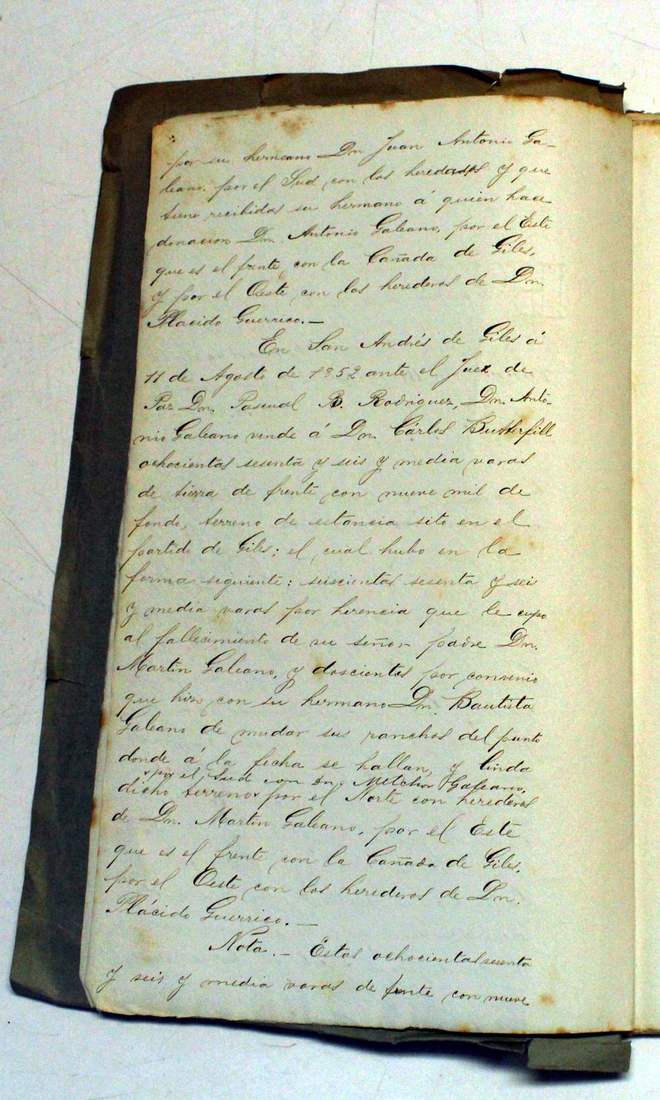 por su hermano Dn. Juan Antonio Ga-
leano. por el Sud con los heredados y que
tiene recibidas su hermano á quien hace
donacion Dn. Antonio Galeano, por el Este
que es el frente con la Cañada de Giles,
y por el Oeste con los herederos de Dn.
Placido Guerrico.—
En San Andrés de Giles á
11 de Agosto de 1852 ante el Juez de
Paz Dn. Pascual B. Rodriguez, Dn. Anto-
nio Galeano vende á Dn. Cárlos Butterfill
ochocientas sesenta y seis y media varas
de tierra de frente con nueve mil de
fondo, terreno de estancia sito en el
partido de Giles; el cual hubo en la
forma siguiente: seiscientas sesenta y seis
y media varas por herencia que le cupo
al fallecimiento de su señor padre Dn.
Martin Galeano, y doscientas por convenio
que hizo con su hermano Dn. Bautista
Galeano de mudar sus ranchos del punto
donde á la fecha se hallan, y linda
x por el Sud con Dn. Melchor Galeano,
dicho terreno x por el Norte con herederos
de Dn. Martin Galeano, por el Este
que es el frente con la Cañada de Giles,
por el Oeste con los herederos de Dn.
Plácido Guerrico.—
Nota.— Estas ochocientas sesenta
y seis y media varas de frente con nueve